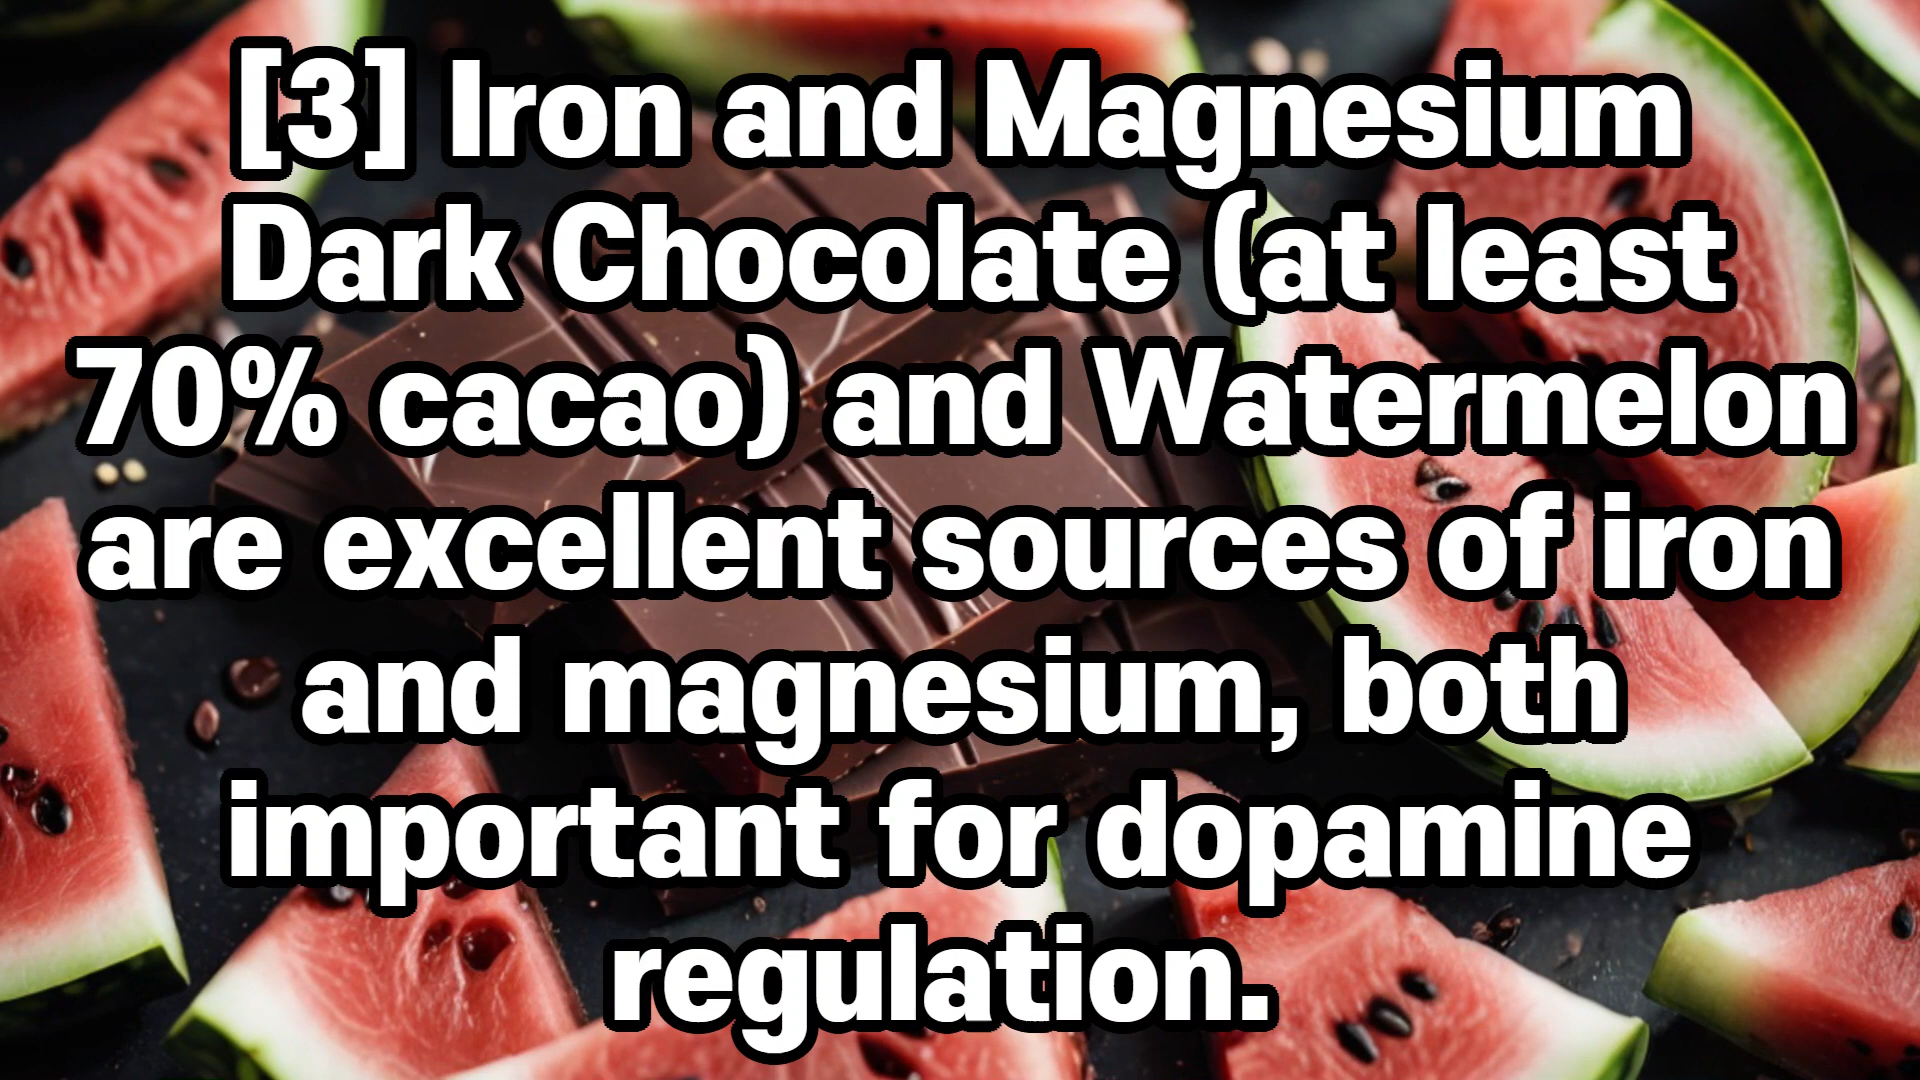 [3] Iron and Magnesium
Dark Chocolate (at least
70% cacao) and Watermelon
are excellent sources of iron
and magnesium, both
important for dopamine
regulation.